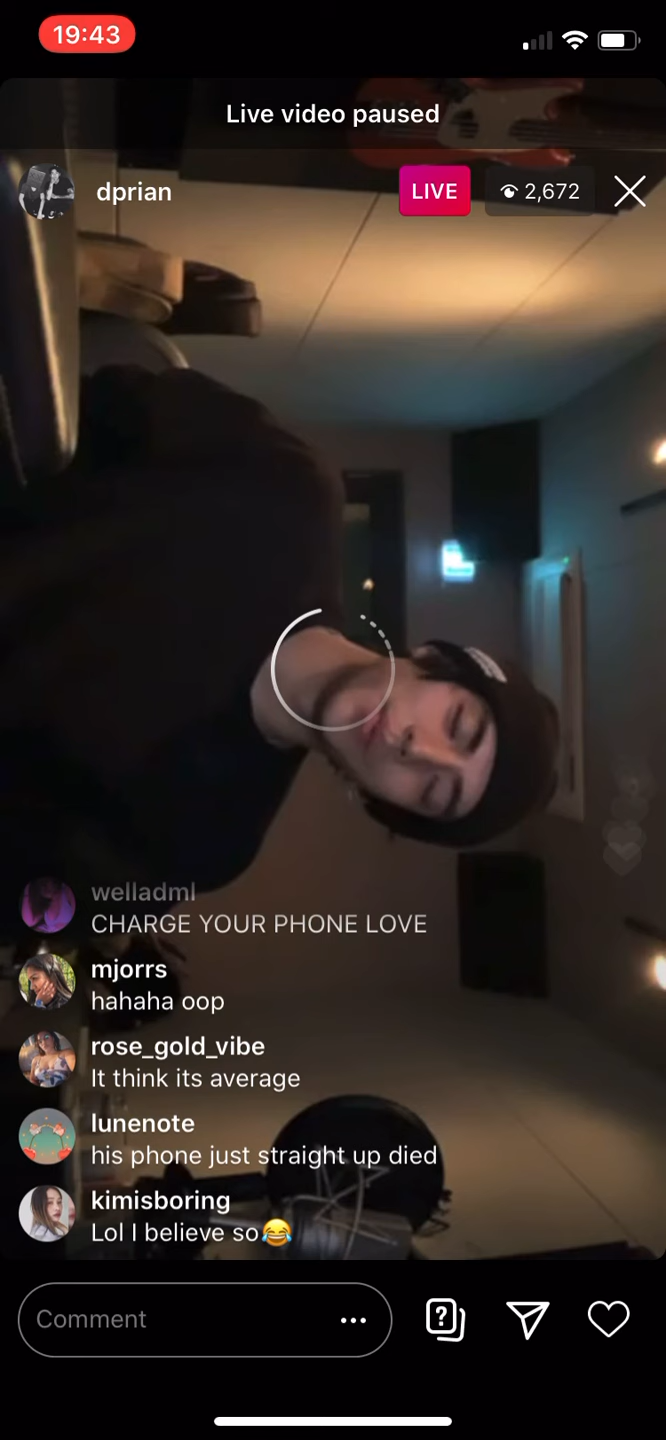 19:43
Live video paused
dprian
LIVE
2,672
welladml
CHARGE YOUR PHONE LOVE
mjorrs
hahaha oop
rose_gold_vibe
It think its average
lunenote
his phone just straight up died
kimisboring
Lol I believe so😂
Comment